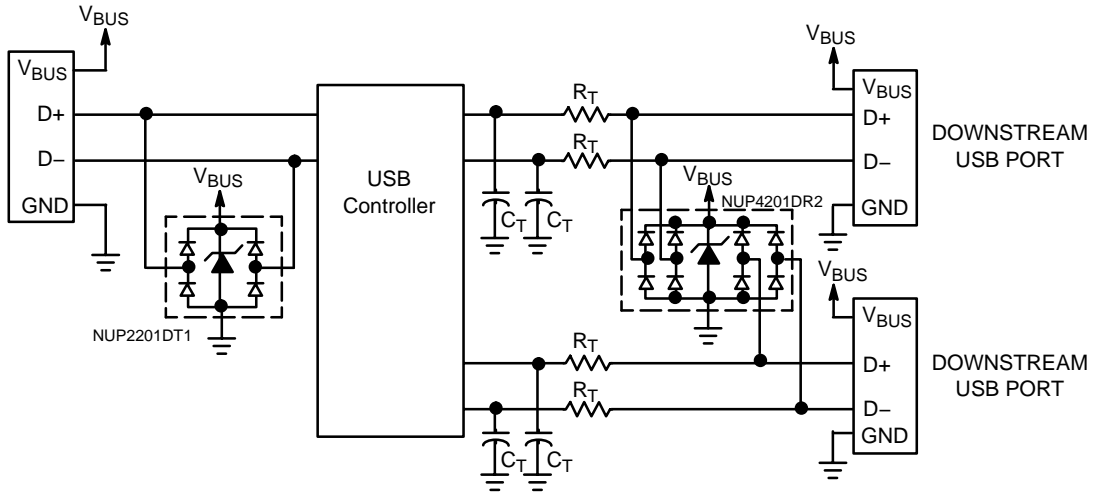 VBUS
VBUS
D+
D−
GND
VBUS
NUP2201DT1
USB
Controller
RT
RT
CT
CT
VBUS
NUP4201DR2
VBUS
VBUS
D+
D−
GND
DOWNSTREAM
USB PORT
RT
RT
CT
CT
VBUS
VBUS
D+
D−
GND
DOWNSTREAM
USB PORT